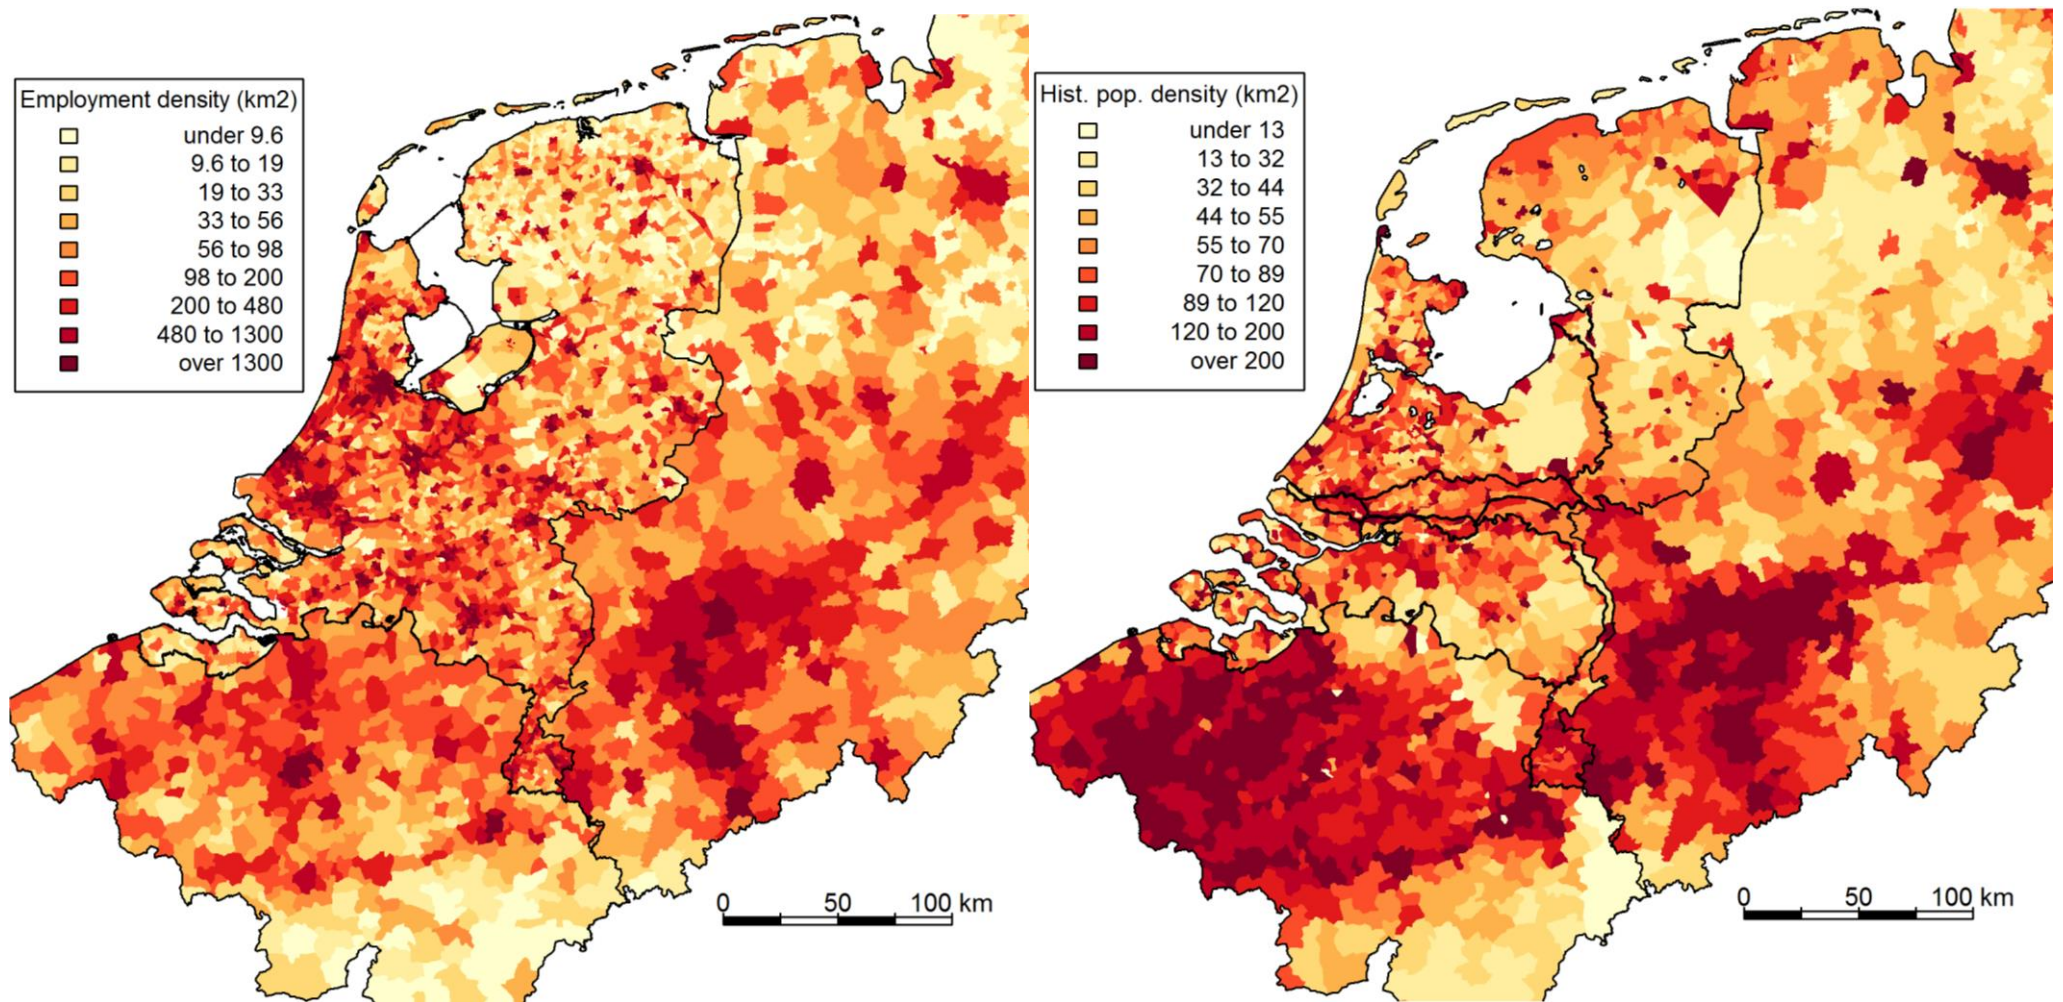 Employment density (km2)
under 9.6
9.6 to 19
19 to 33
33 to 56
56 to 98
98 to 200
200 to 480
480 to 1300
over 1300
0 50 100 km
Hist. pop. density (km2)
under 13
13 to 32
32 to 44
44 to 55
55 to 70
70 to 89
89 to 120
120 to 200
over 200
0 50 100 km